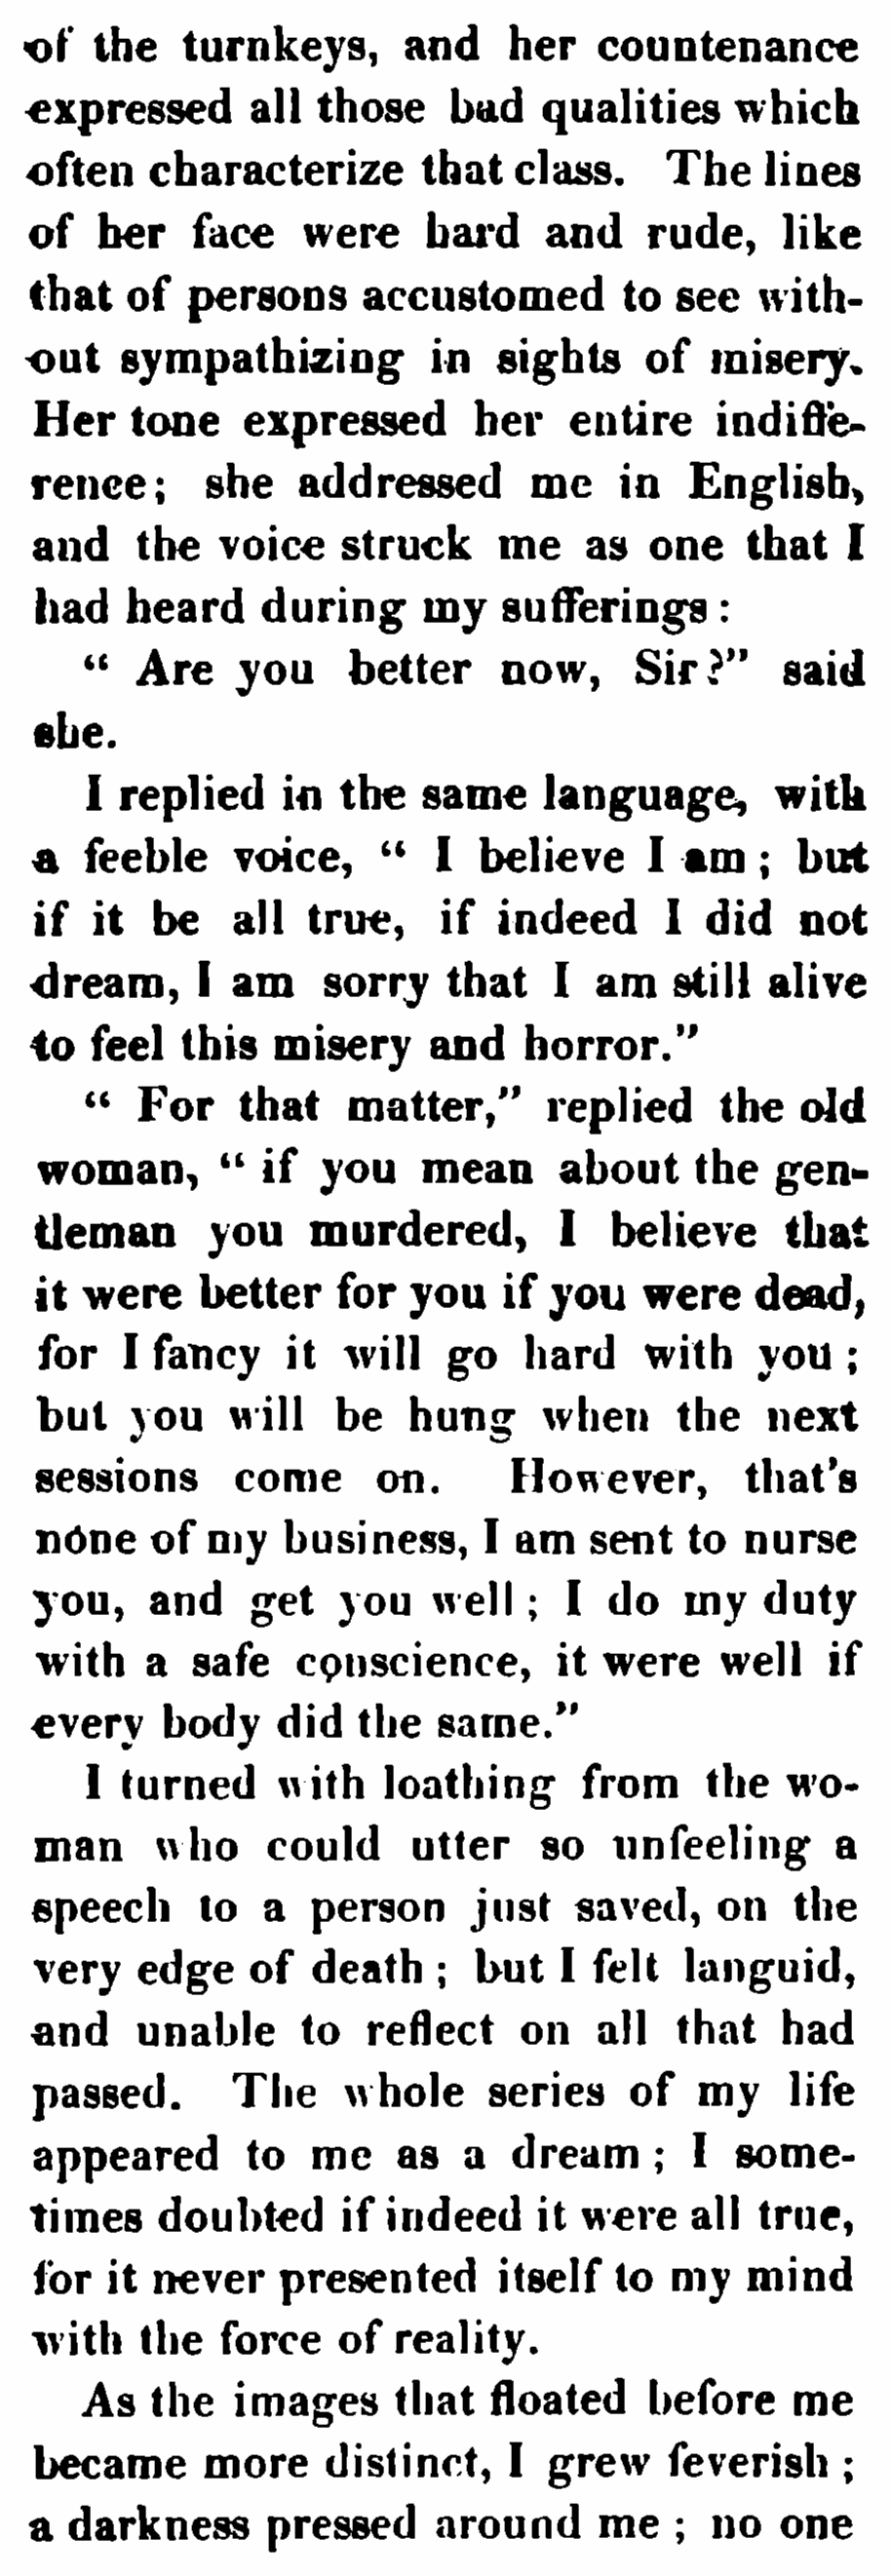 of the turnkeys, and her countenance
expressed all those bad qualities which
often characterize that class. The lines
of her face were hard and rude, like
that of persons accustomed to see with-
out sympathizing in sights of misery.
Her tone expressed her entire indiffe-
rence; she addressed me in English,
and the voice struck me as one that I
had heard during my sufferings :
“ Are you better now, Sir?” said
she.
I replied in the same language, with
a feeble voice, “ I believe I am ; but
if it be all true, if indeed I did not
dream, I am sorry that I am still alive
to feel this misery and horror.”
“ For that matter,” replied the old
woman, “ if you mean about the gen-
tleman you murdered, I believe that
it were better for you if you were dead,
for I fancy it will go hard with you ;
but you will be hung when the next
sessions come on. However, that's
none of my business, I am sent to nurse
you, and get you well ; I do my duty
with a safe conscience, it were well if
every body did the same.”
I turned with loathing from the wo-
man who could utter so unfeeling a
speech to a person just saved, on the
very edge of death ; but I felt languid,
and unable to reflect on all that had
passed. The whole series of my life
appeared to me as a dream ; I some-
times doubted if indeed it were all true,
for it never presented itself to my mind
with the force of reality.
As the images that floated before me
became more distinct, I grew feverish ;
a darkness pressed around me ; no one